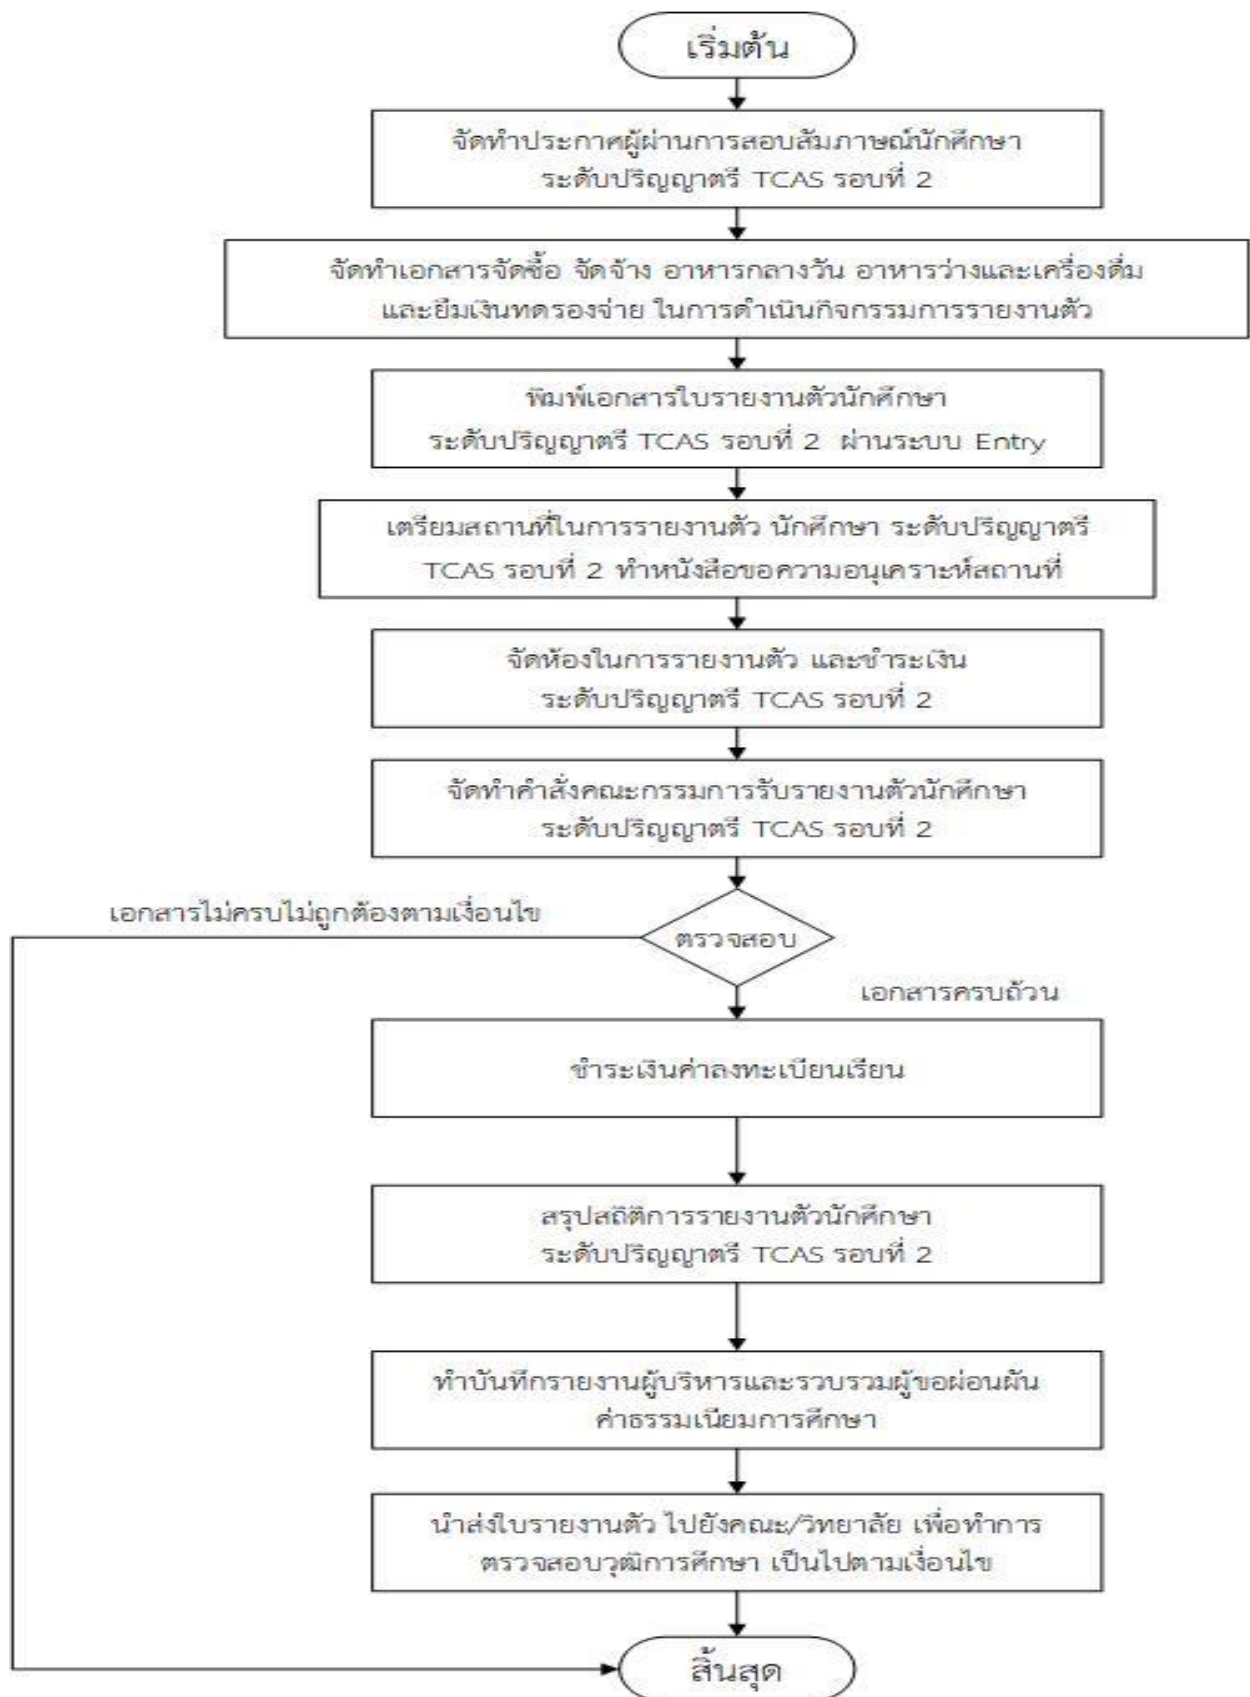 เริ่มต้น
จัดทำประกาศผู้ผ่านการสอบสัมภาษณ์นักศึกษา
ระดับปริญญาตรี TCAS รอบที่ 2
จัดทำเอกสารจัดซื้อ จัดจ้าง อาหารกลางวัน อาหารว่างและเครื่องดื่ม
และยืมเงินทดรองจ่าย ในการดำเนินกิจกรรมการรายงานตัว
พิมพ์เอกสารใบรายงานตัวนักศึกษา
ระดับปริญญาตรี TCAS รอบที่ 2 ผ่านระบบ Entry
เตรียมสถานที่ในการรายงานตัว นักศึกษา ระดับปริญญาตรี
TCAS รอบที่ 2 ทำหนังสือขอความอนุเคราะห์สถานที่
จัดห้องในการรายงานตัว และชำระเงิน
ระดับปริญญาตรี TCAS รอบที่ 2
จัดทำคำสั่งคณะกรรมการรับรายงานตัวนักศึกษา
ระดับปริญญาตรี TCAS รอบที่ 2
เอกสารไม่ครบไม่ถูกต้องตามเงื่อนไข
ตรวจสอบ
เอกสารครบถ้วน
ชำระเงินค่าลงทะเบียนเรียน
สรุปสถิติการรายงานตัวนักศึกษา
ระดับปริญญาตรี TCAS รอบที่ 2
ทำบันทึกรายงานผู้บริหารและรวบรวมผู้ขอผ่อนผัน
ค่าธรรมเนียมการศึกษา
นำส่งใบรายงานตัว ไปยังคณะ/วิทยาลัย เพื่อทำการ
ตรวจสอบวุฒิการศึกษา เป็นไปตามเงื่อนไข
สิ้นสุด